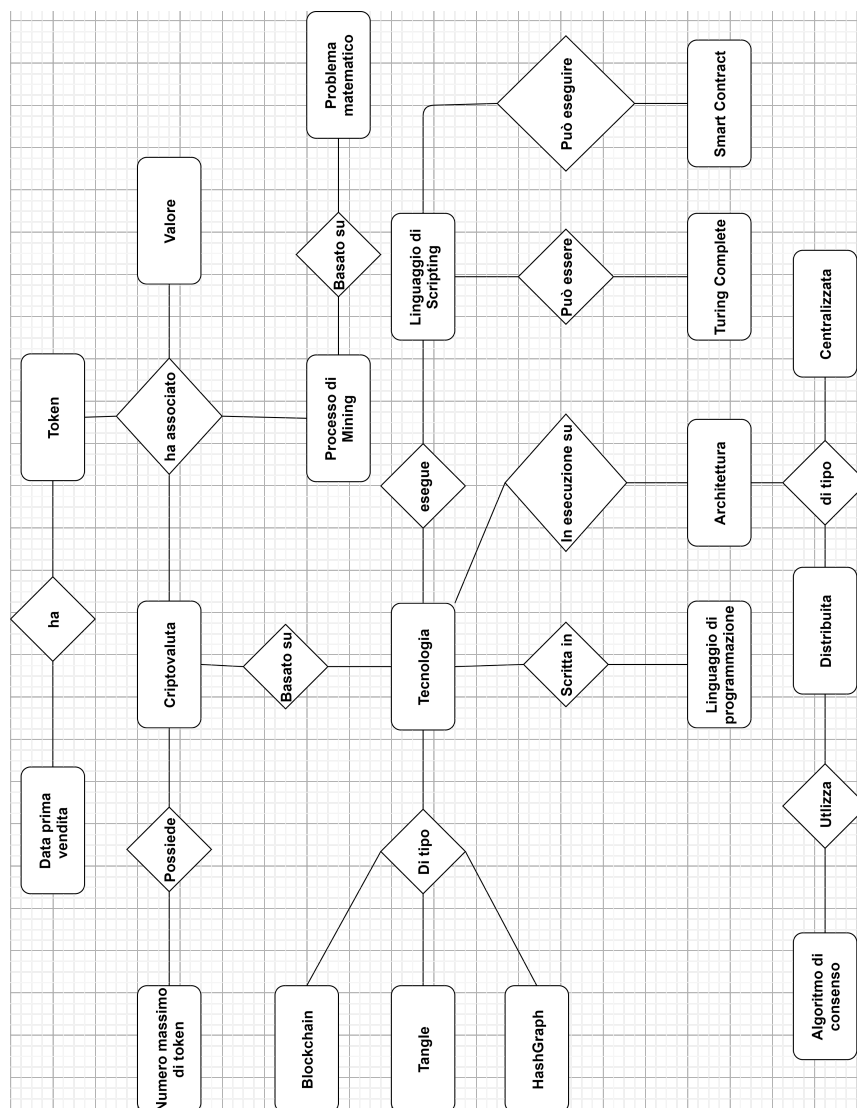 Data prima
vendita
ha
Token
Numero massimo
di token
Possiede
Criptovaluta
ha associato
Valore
Blockchain
Basato su
Processo di
Mining
Basato su
Problema
matematico
Tangle
Di tipo
Tecnologia
esegue
Linguaggio di
Scripting
HashGraph
Scritta in
In esecuzione su
Può essere
Può eseguire
Linguaggio di
programmazione
Architettura
Turing Complete
Smart Contract
Algoritmo di
consenso
Utlizza
Distribuita
di tipo
Centralizzata